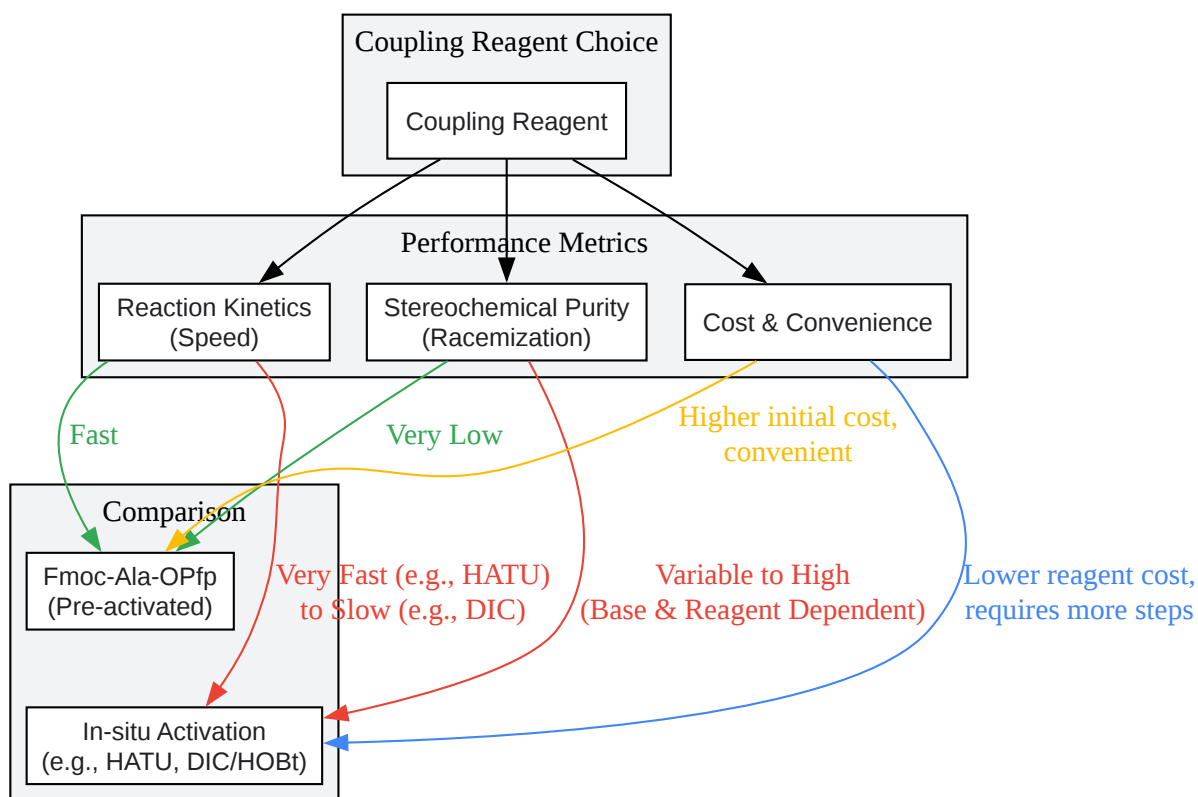 Coupling Reagent Choice
Coupling Reagent
Performance Metrics
Reaction Kinetics
(Speed)
Stereochemical Purity
(Racemization)
Cost & Convenience
Fast
Very Low
Higher initial cost,
convenient
Comparison
Fmoc-Ala-OPfp
(Pre-activated)
Very Fast (e.g., HATU)
to Slow (e.g., DIC)
Variable to High
(Base & Reagent Dependent)
Lower reagent cost,
requires more steps
In-situ Activation
(e.g., HATU, DIC/HOBt)